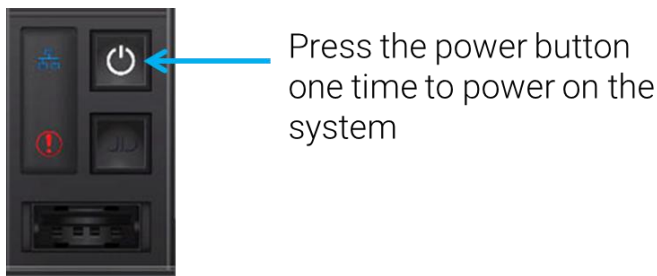 Press the power button
one time to power on the
system